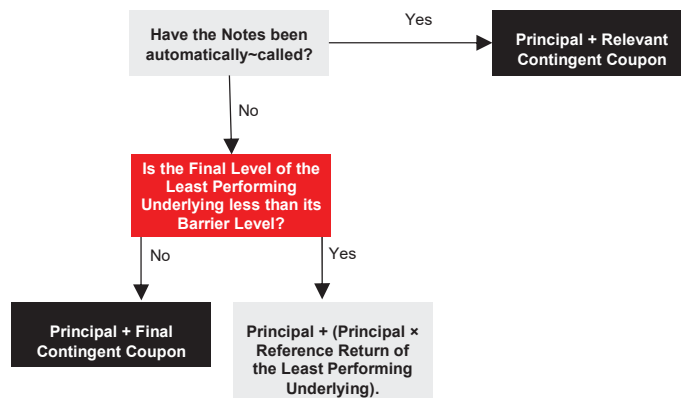 Have the Notes been
automatically~called?
Yes
Principal + Relevant
Contingent Coupon
No
Is the Final Level of the
Least Performing
Underlying less than its
Barrier Level?
No
Yes
Principal + Final
Contingent Coupon
Principal + (Principal ×
Reference Return of
the Least Performing
Underlying).